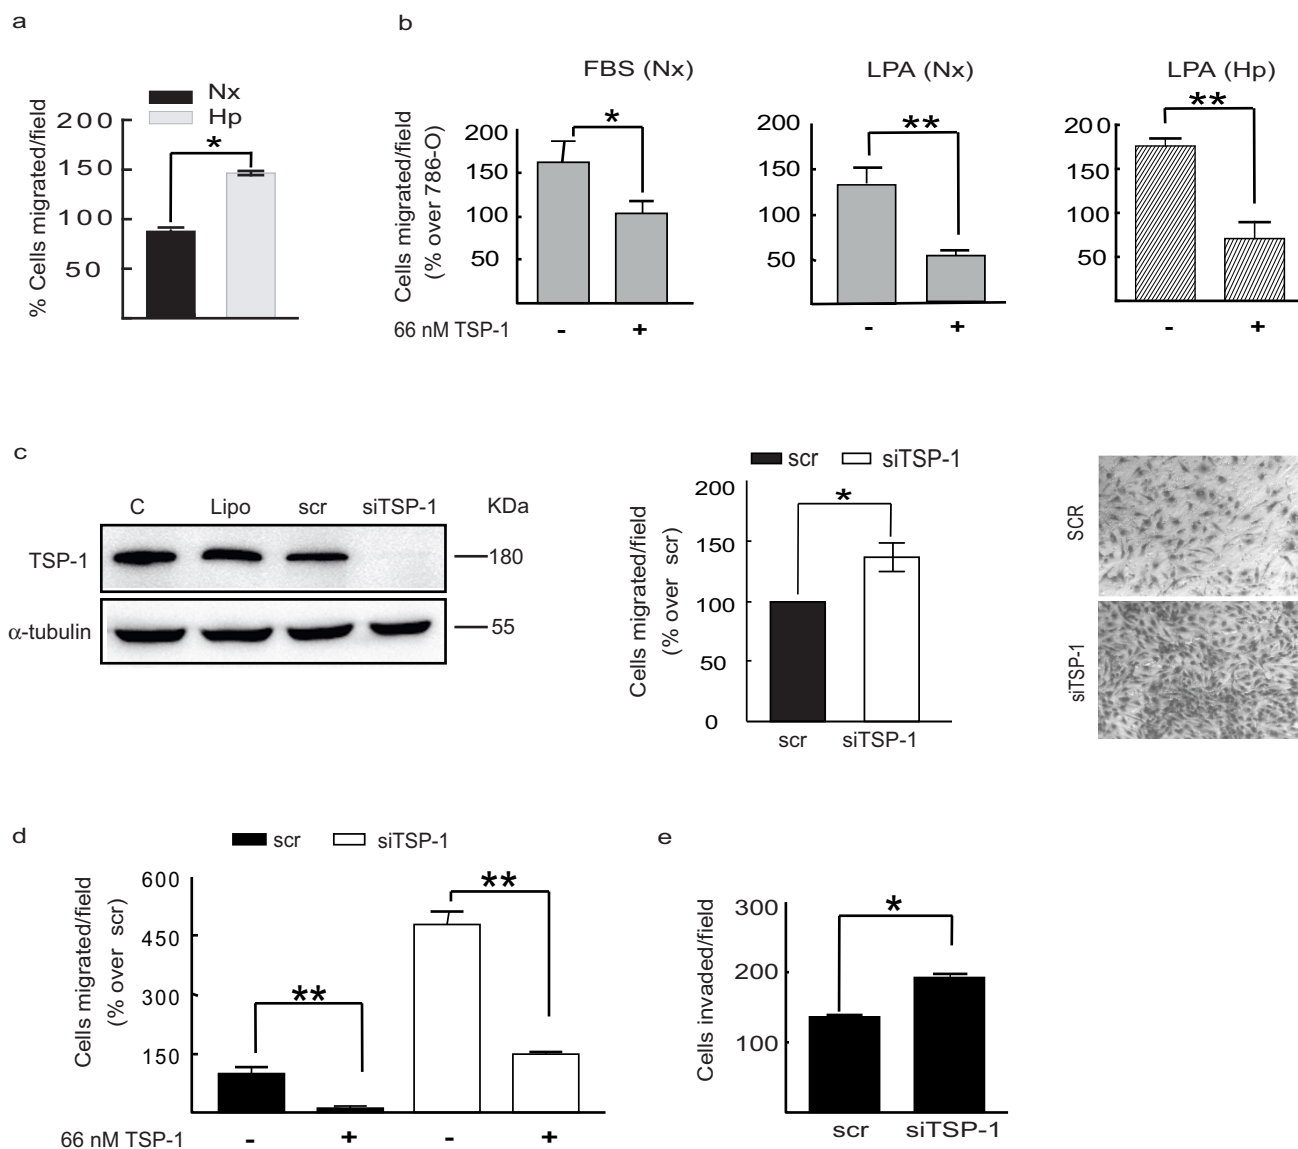 a
Nx
Hp
% Cells migrated/field
200
150
100
50
*
b
FBS (Nx)
LPA (Nx)
LPA (Hp)
Cells migrated/field
(% over 786-O)
200
150
100
50
*
200
150
100
50
**
200
150
100
50
**
66 nM TSP-1
- +
- +
- +
c
C Lipo scr siTSP-1 KDa
TSP-1
180
α-tubulin
55
scr siTSP-1
Cells migrated/field
(% over scr)
200
150
100
50
0
*
scr siTSP-1
SCR
siTSP-1
d
scr siTSP-1
Cells migrated/field
(% over scr)
600
450
300
150
**
**
66 nM TSP-1 - + - +
e
Cells invaded/field
300
200
100
*
scr siTSP-1